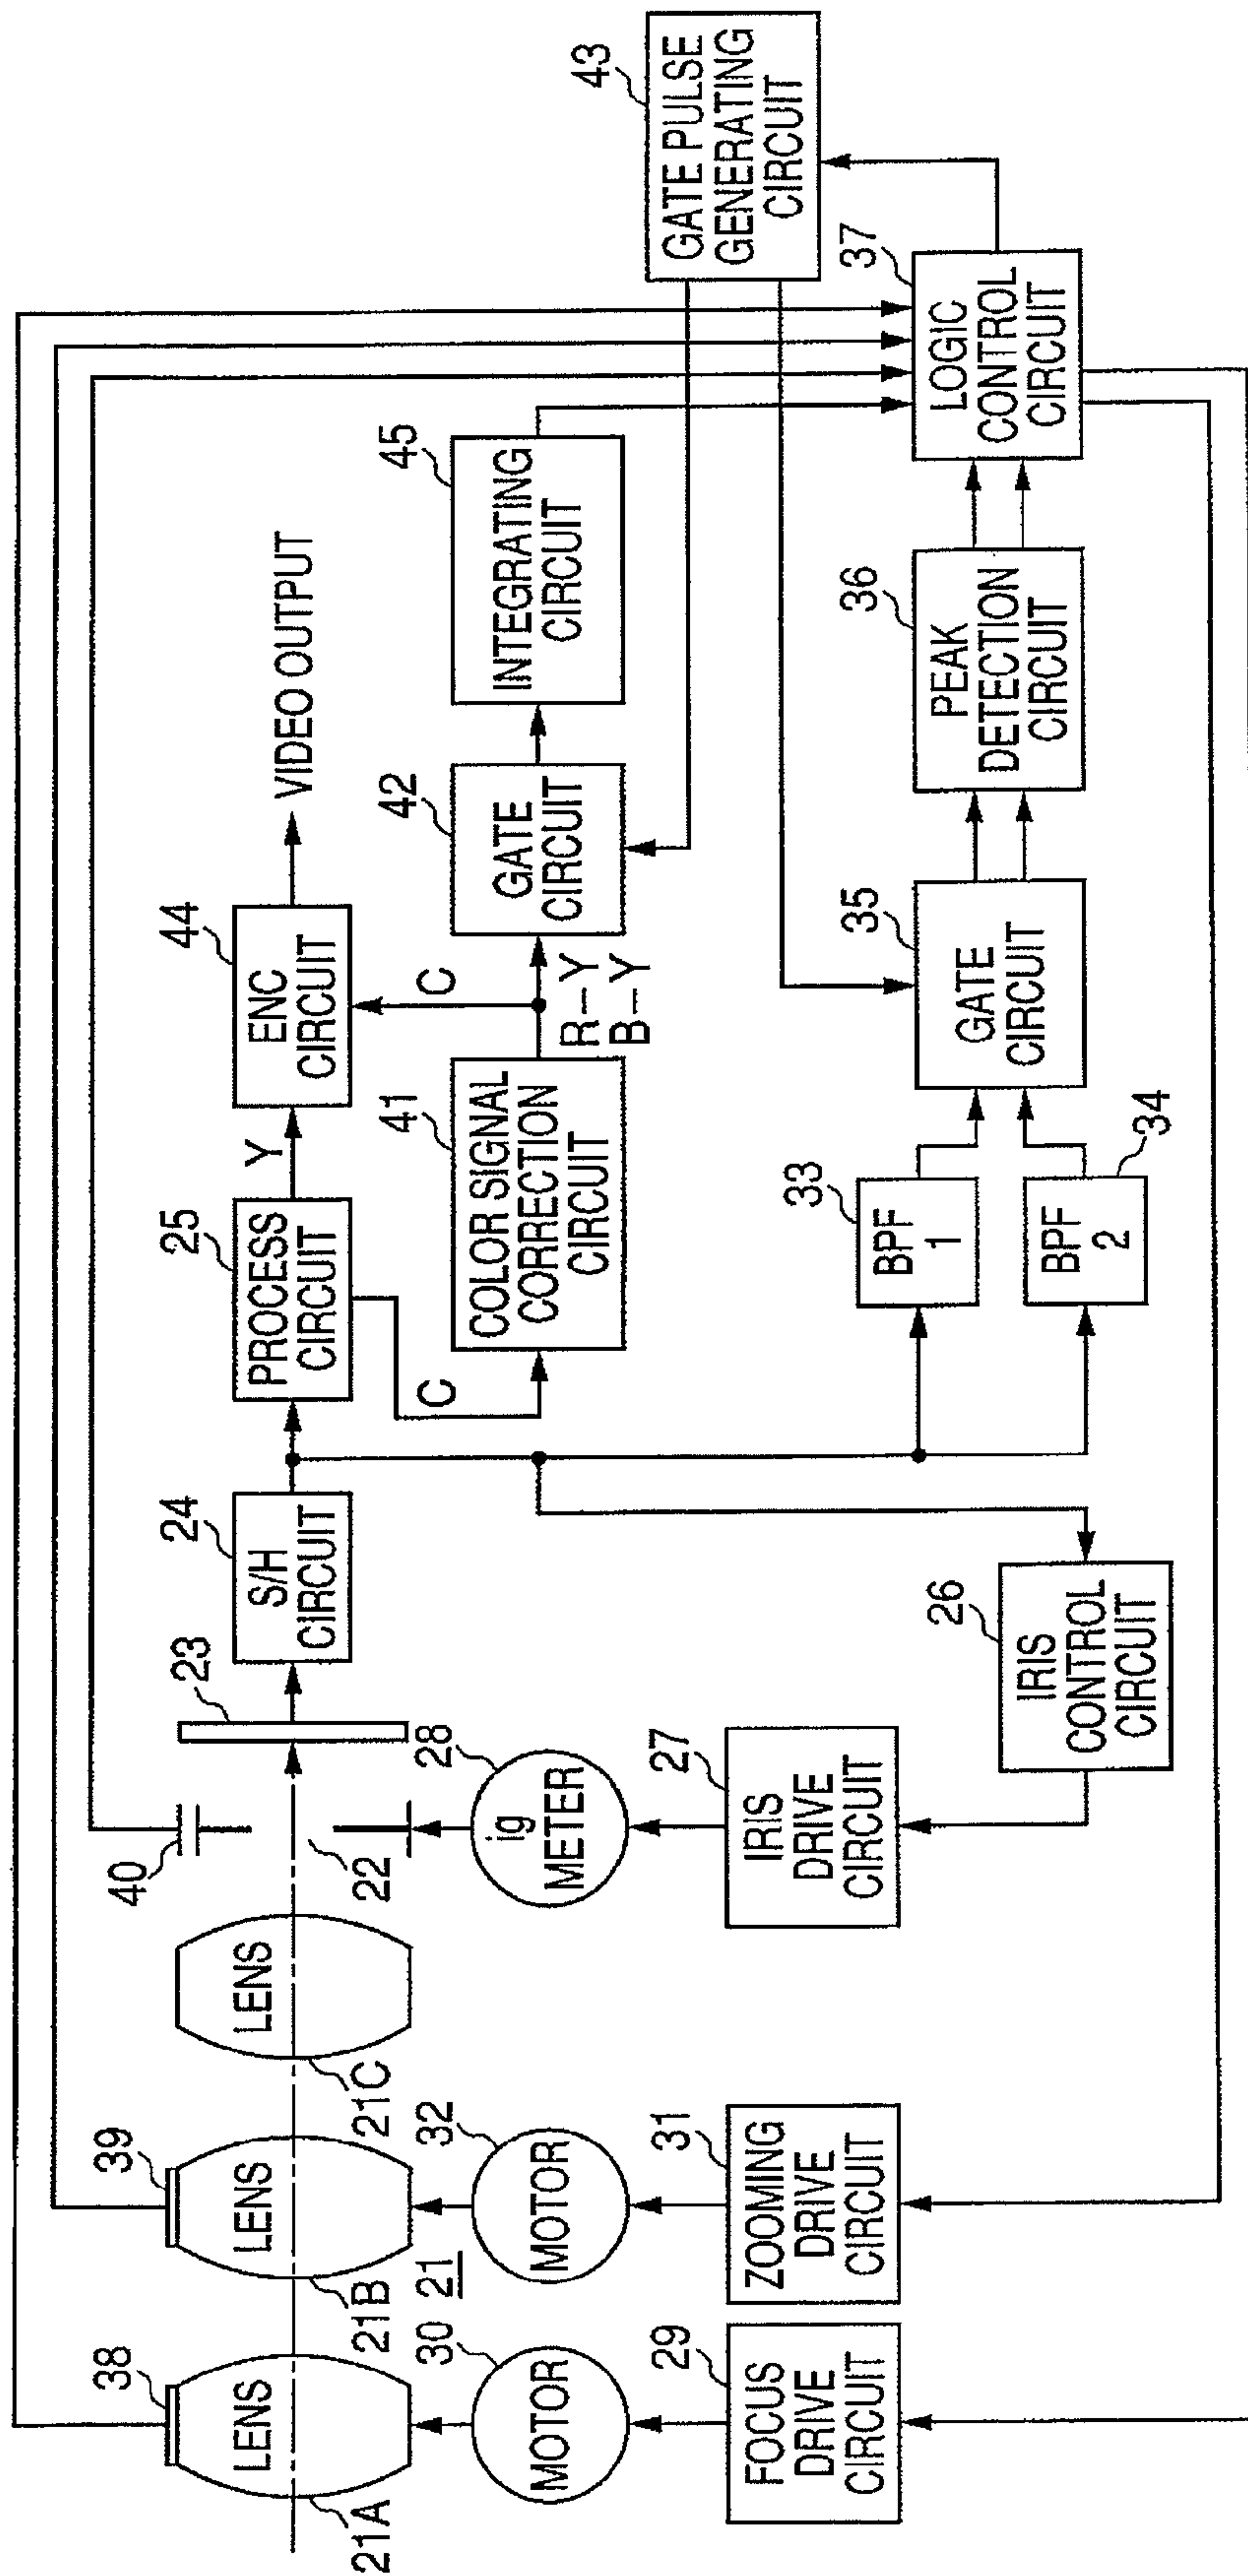 38
LENS
21A
39
LENS
21B
21
LENS
21C
40
22
23
24
S/H
CIRCUIT
25
PROCESS
CIRCUIT
Y
44
ENC
CIRCUIT
VIDEO OUTPUT
C
C
41
COLOR SIGNAL
CORRECTION
CIRCUIT
R–Y
B–Y
42
GATE
CIRCUIT
45
INTEGRATING
CIRCUIT
43
GATE PULSE
GENERATING
CIRCUIT
30
MOTOR
32
MOTOR
28
ig
METER
29
FOCUS
DRIVE
CIRCUIT
31
ZOOMING
DRIVE
CIRCUIT
27
IRIS
DRIVE
CIRCUIT
26
IRIS
CONTROL
CIRCUIT
33
BPF
1
34
BPF
2
35
GATE
CIRCUIT
36
PEAK
DETECTION
CIRCUIT
37
LOGIC
CONTROL
CIRCUIT